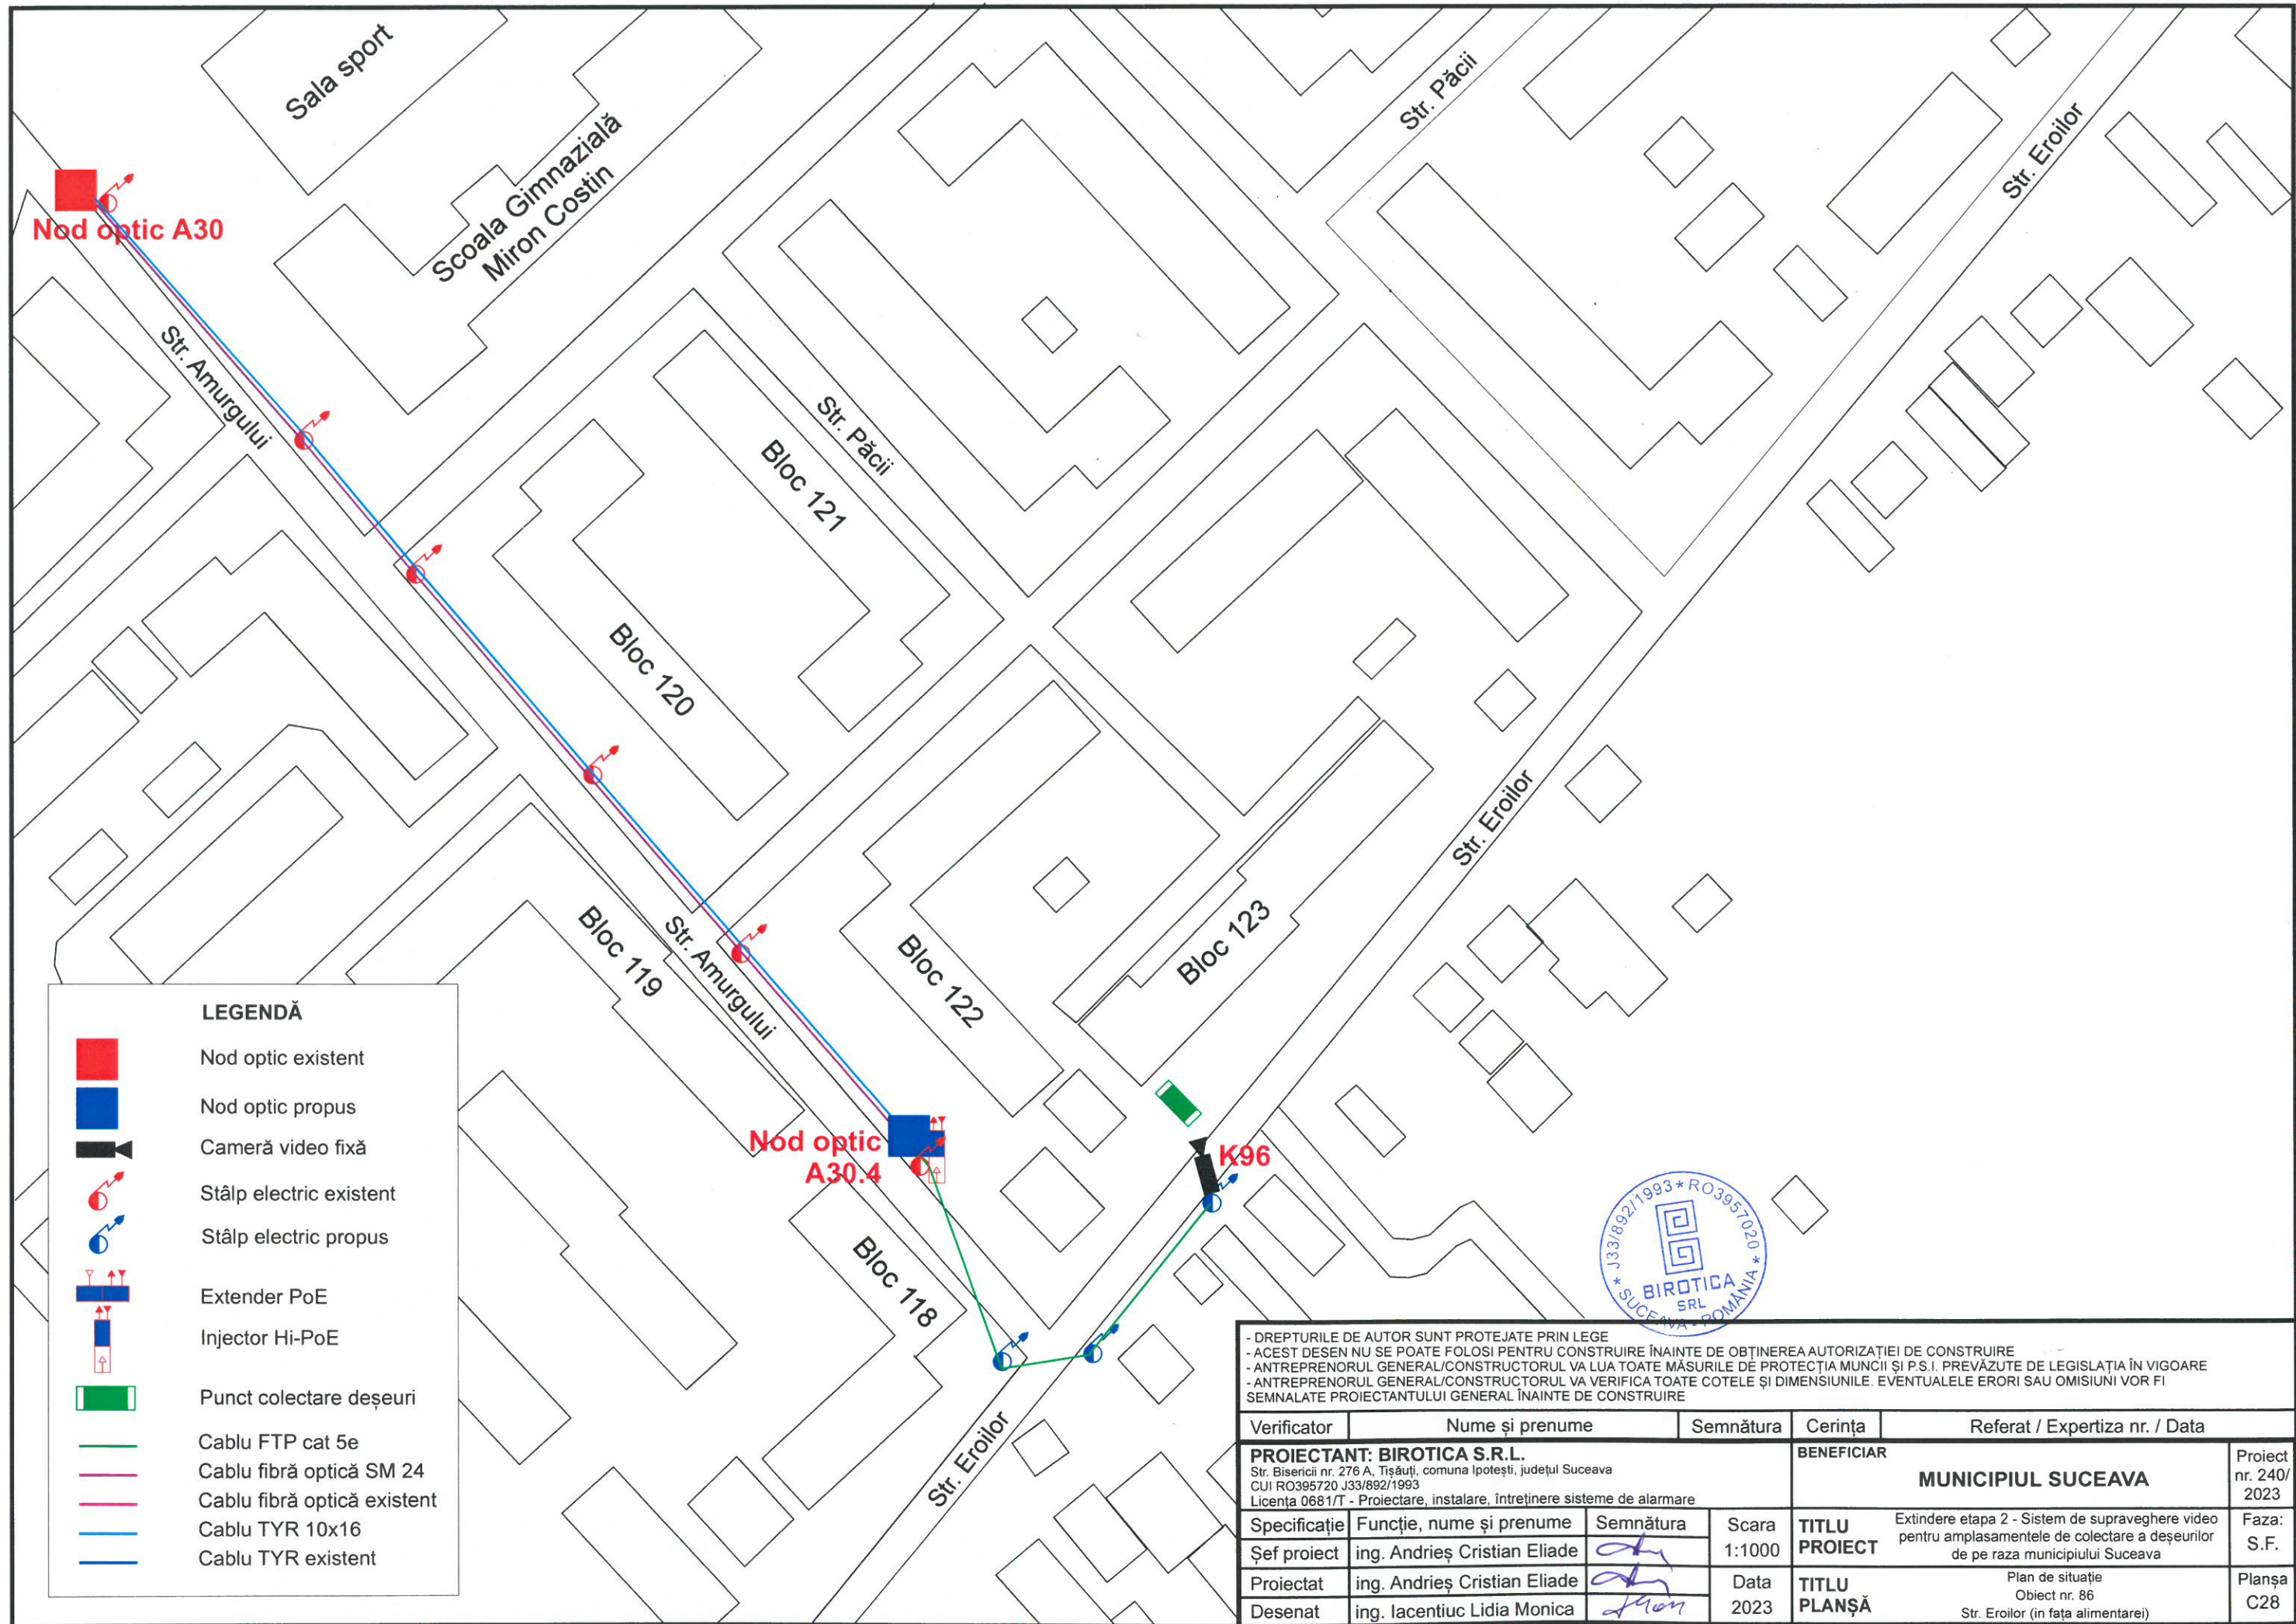 Sala sport
Scoala Gimnazială
Miron Costin
Str. Păcii
Str. Eroilor
Nod optic A30
Str. Amurgului
Str. Păcii
Bloc 121
Bloc 120
Str. Eroilor
Bloc 119
Str. Amurgului
Bloc 122
Bloc 123
Nod optic
A30.4
K96
Bloc 118
Str. Eroilor
LEGENDĂ
Nod optic existent
Nod optic propus
Cameră video fixă
Stâlp electric existent
Stâlp electric propus
Extender PoE
Injector Hi-PoE
Punct colectare deșeuri
Cablu FTP cat 5e
Cablu fibră optică SM 24
Cablu fibră optică existent
Cablu TYR 10x16
Cablu TYR existent
* J33/892/1993 * RO3957020 *
BIROTICA
SRL
SUCEAVA - ROMÂNIA
- DREPTURILE DE AUTOR SUNT PROTEJATE PRIN LEGE
- ACEST DESEN NU SE POATE FOLOSI PENTRU CONSTRUIRE ÎNAINTE DE OBȚINEREA AUTORIZAȚIEI DE CONSTRUIRE
- ANTREPRENORUL GENERAL/CONSTRUCTORUL VA LUA TOATE MĂSURILE DE PROTECȚIA MUNCII ȘI P.S.I. PREVĂZUTE DE LEGISLAȚIA ÎN VIGOARE
- ANTREPRENORUL GENERAL/CONSTRUCTORUL VA VERIFICA TOATE COTELE ȘI DIMENSIUNILE. EVENTUALELE ERORI SAU OMISIUNI VOR FI
SEMNALATE PROIECTANTULUI GENERAL ÎNAINTE DE CONSTRUIRE
Verificator Nume și prenume Semnătura Cerința Referat / Expertiza nr. / Data
PROIECTANT: BIROTICA S.R.L.
Str. Bisericii nr. 276 A, Tișăuți, comuna Ipotești, județul Suceava
CUI RO395720 J33/892/1993
Licența 0681/T - Proiectare, instalare, întreținere sisteme de alarmare
BENEFICIAR
MUNICIPIUL SUCEAVA
Proiect
nr. 240/
2023
Specificație Funcție, nume și prenume Semnătura
Șef proiect ing. Andrieș Cristian Eliade
Proiectat ing. Andrieș Cristian Eliade
Desenat ing. Iacentiuc Lidia Monica
Scara
1:1000
Data
2023
TITLU
PROIECT
Extindere etapa 2 - Sistem de supraveghere video
pentru amplasamentele de colectare a deșeurilor
de pe raza municipiului Suceava
Faza:
S.F.
TITLU
PLANȘĂ
Plan de situație
Obiect nr. 86
Str. Eroilor (in fața alimentarei)
Planșa
C28